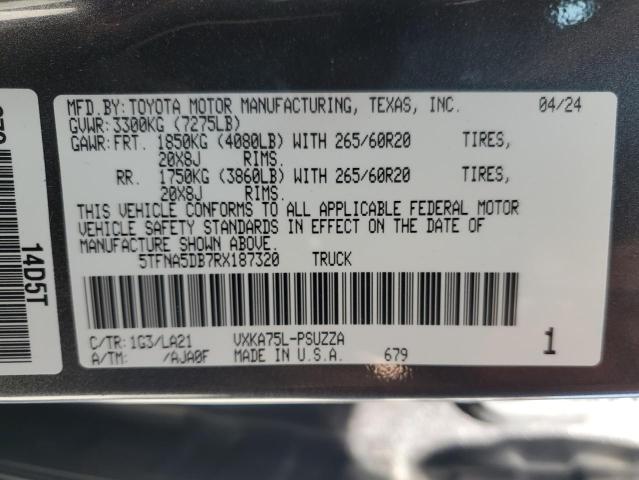 MFD.BY:TOYOTA MOTOR MANUFACTURING, TEXAS, INC. 04/24
GVWR:3300KG (7275LB)
GAWR:FRT. 1850KG (4080LB) WITH 265/60R20 TIRES,
20X8J RIMS.
RR. 1750KG (3860LB) WITH 265/60R20 TIRES,
20X8J RIMS.
THIS VEHICLE CONFORMS TO ALL APPLICABLE FEDERAL MOTOR
VEHICLE SAFETY STANDARDS IN EFFECT ON THE DATE OF
MANUFACTURE SHOWN ABOVE.
5TFNA5DB7RX187320 TRUCK
C/TR:1G3/LA21 VXKA75L-PSUZZA
A/TM: /AJA0F MADE IN U.S.A. 679
1
14D5T